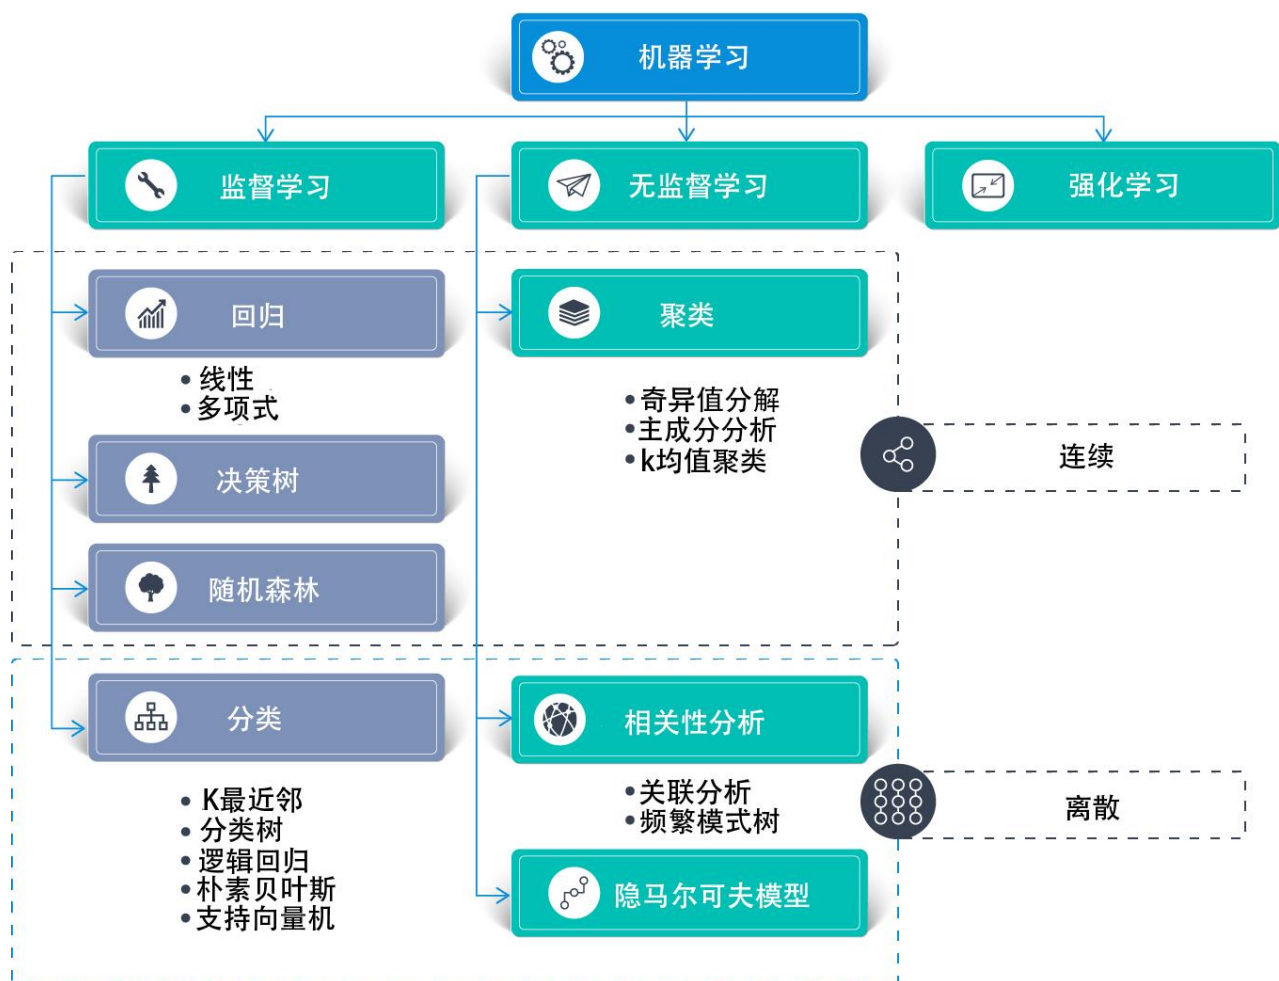 机器学习
监督学习
无监督学习
强化学习
回归
线性
多项式
决策树
随机森林
聚类
奇异值分解
主成分分析
k均值聚类
连续
分类
K最近邻
分类树
逻辑回归
朴素贝叶斯
支持向量机
相关性分析
关联分析
频繁模式树
隐马尔可夫模型
离散